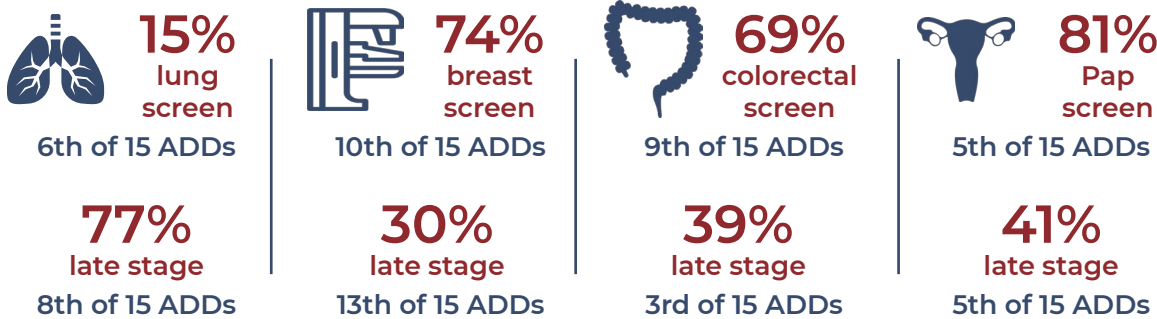 15%
lung
screen
6th of 15 ADDs
77%
late stage
8th of 15 ADDs
74%
breast
screen
10th of 15 ADDs
30%
late stage
13th of 15 ADDs
69%
colorectal
screen
9th of 15 ADDs
39%
late stage
3rd of 15 ADDs
81%
Pap
screen
5th of 15 ADDs
41%
late stage
5th of 15 ADDs